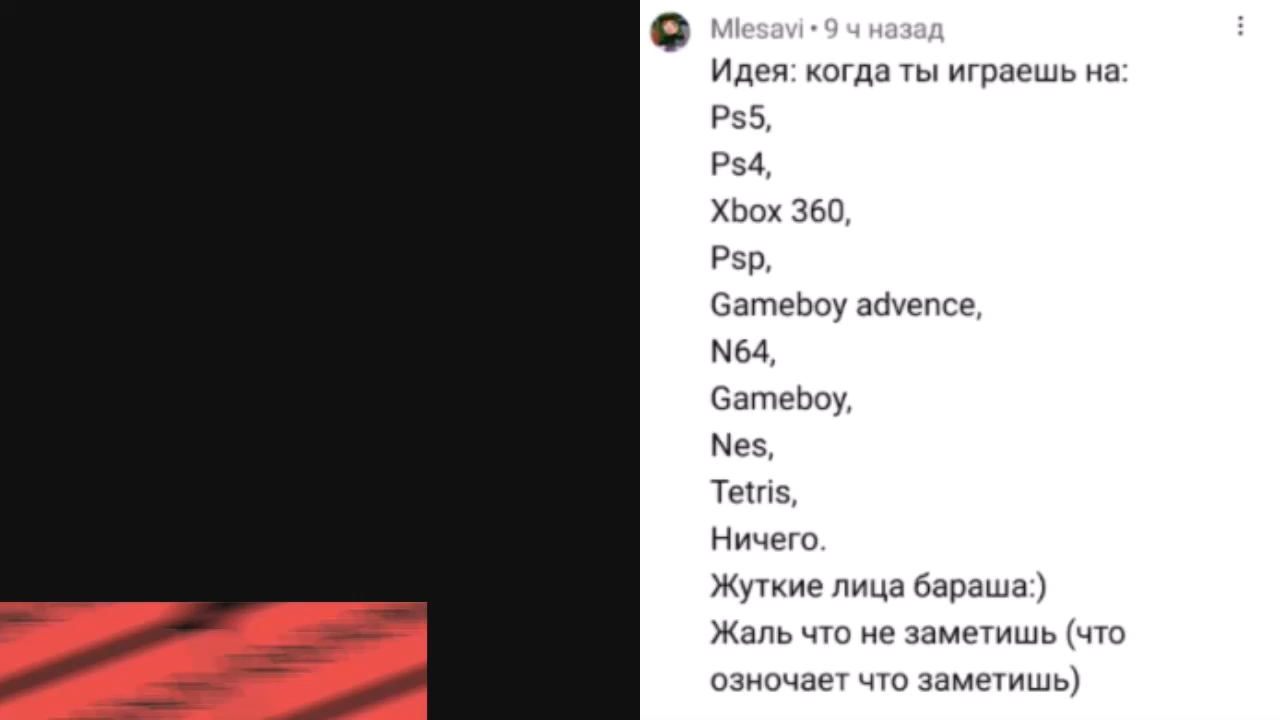 Mlesavi • 9 ч назад
Идея: когда ты играешь на:
Ps5,
Ps4,
Xbox 360,
Psp,
Gameboy advence,
N64,
Gameboy,
Nes,
Tetris,
Ничего.
Жуткие лица бараша:)
Жаль что не заметишь (что
озночает что заметишь)